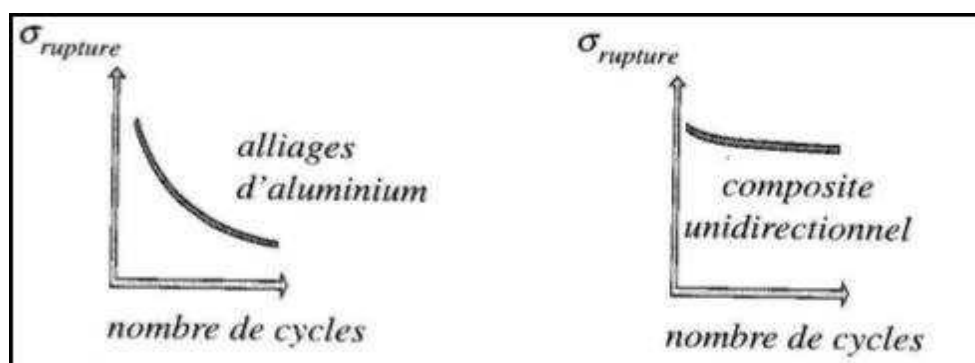 σrupture
alliages
d'aluminium
nombre de cycles
σrupture
composite
unidirectionnel
nombre de cycles